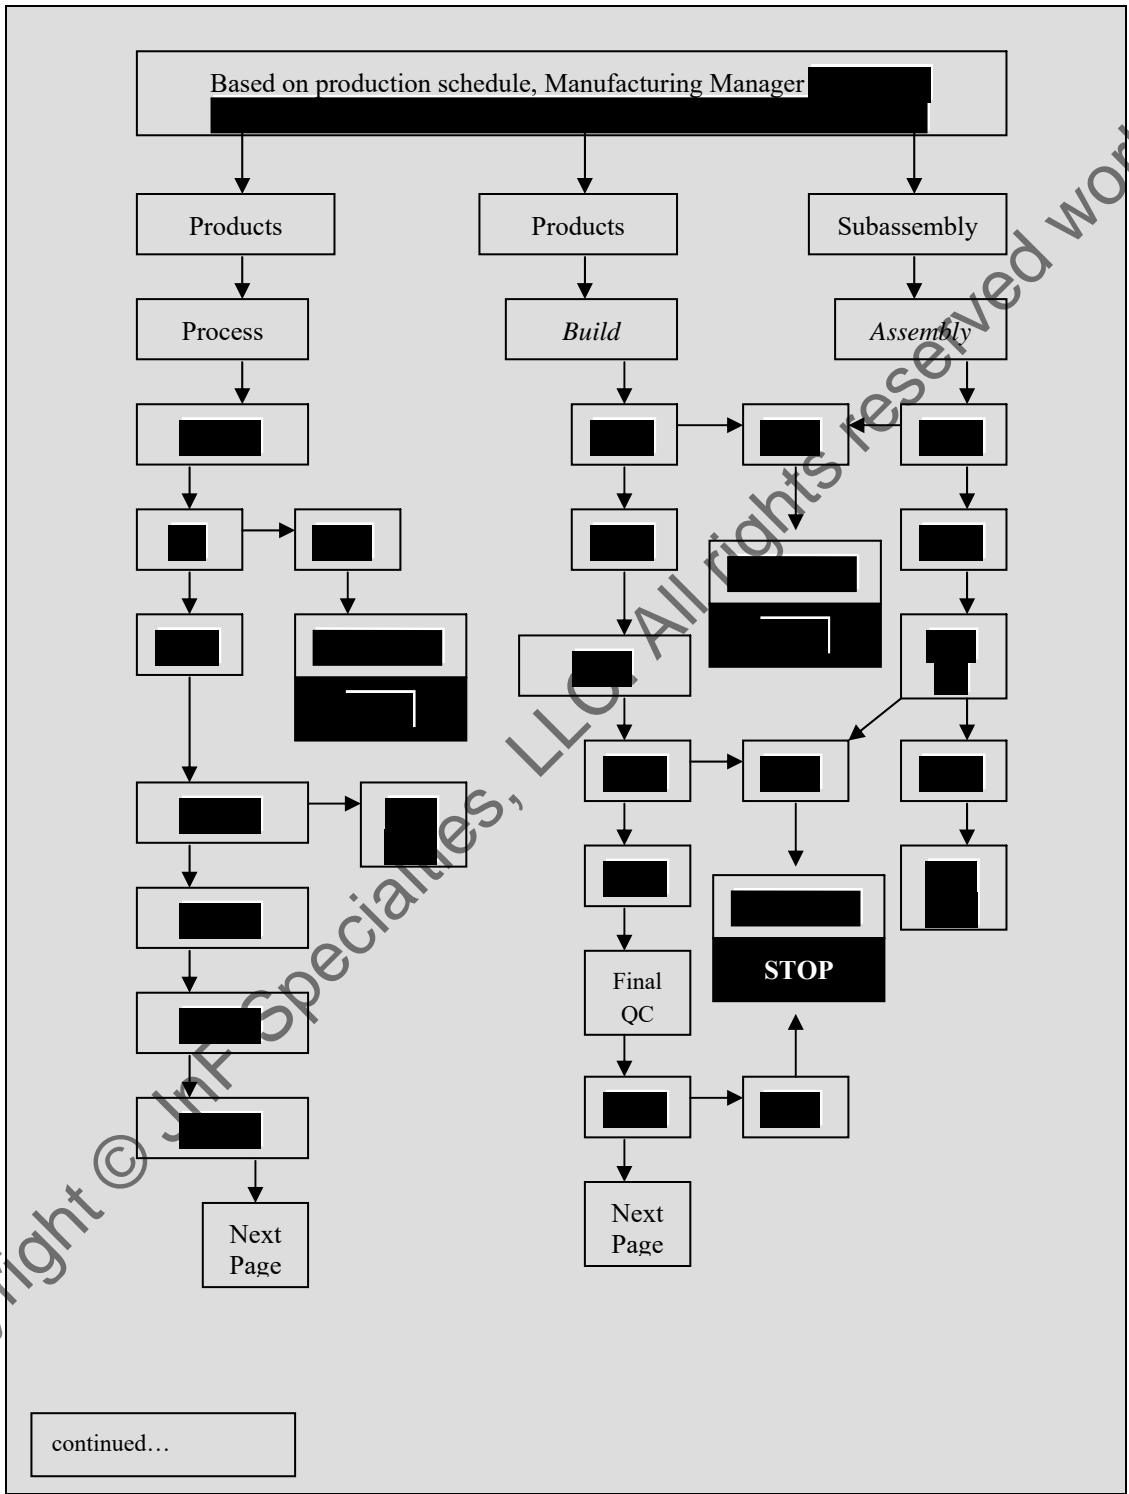 Based on production schedule, Manufacturing Manager
Products
Products
Subassembly
Process
Build
Assembly
STOP
Final
QC
Next
Page
Next
Page
continued…
right © JnF Specialties, LLC. All rights reserved wor